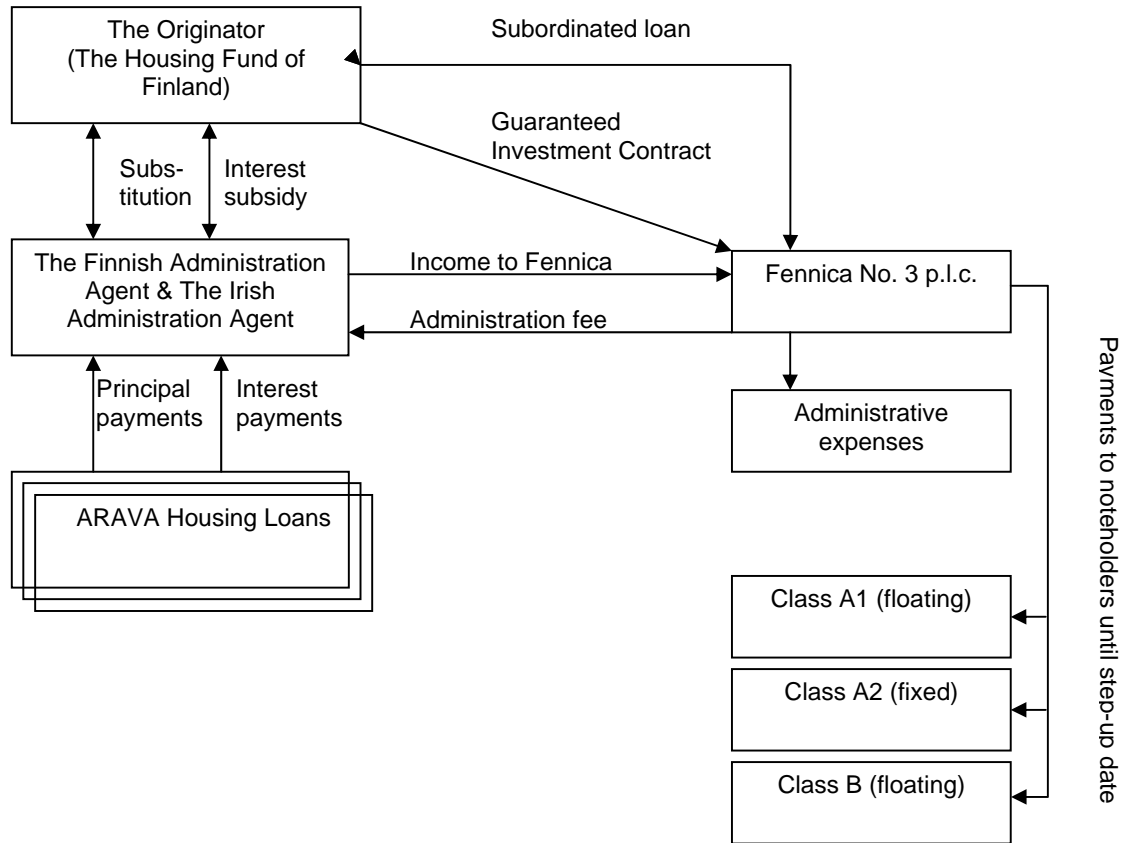 The Originator
(The Housing Fund of
Finland)
Subordinated loan
Guaranteed
Investment Contract
Subs-
titution
Interest
subsidy
The Finnish Administration
Agent & The Irish
Administration Agent
Income to Fennica
Administration fee
Fennica No. 3 p.l.c.
Principal
payments
Interest
payments
Administrative
expenses
ARAVA Housing Loans
Class A1 (floating)
Class A2 (fixed)
Class B (floating)
Payments to noteholders until step-up date